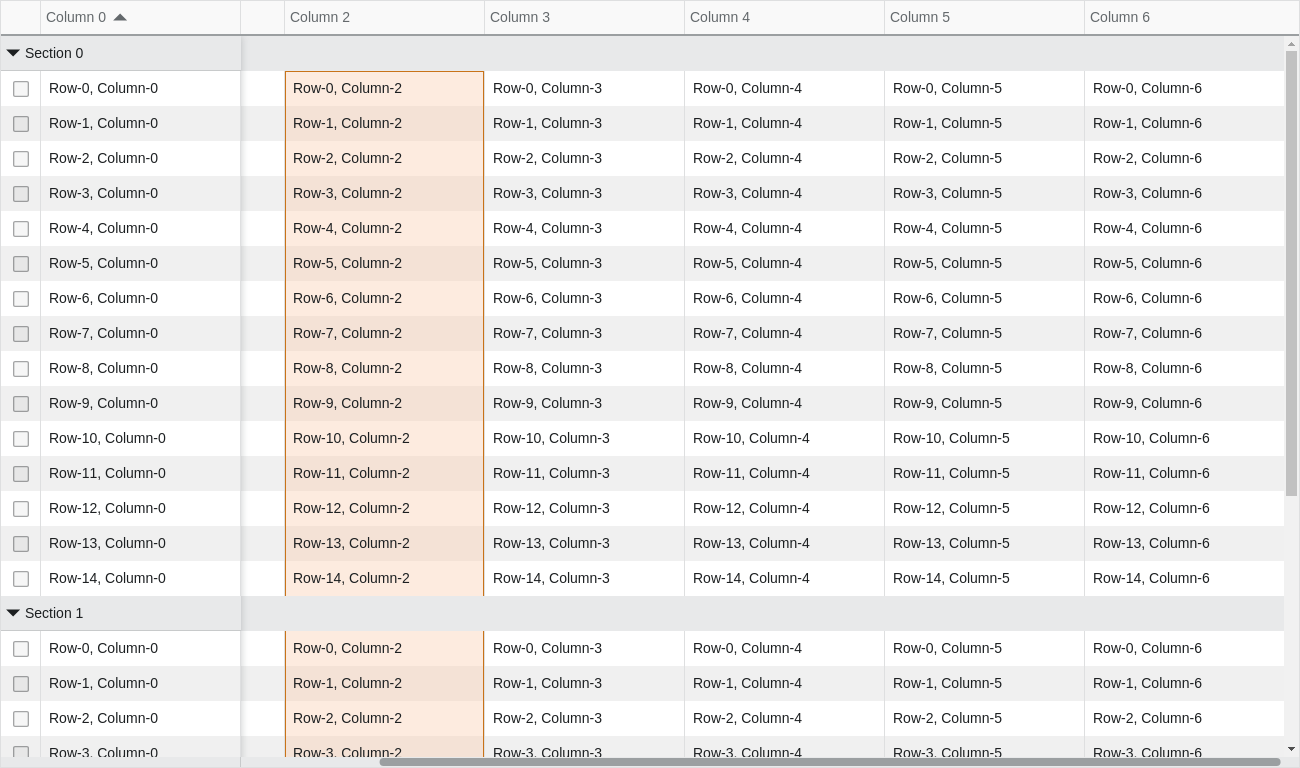 Column 0 Column 2 Column 3 Column 4 Column 5 Column 6
Section 0
Row-0, Column-0 Row-0, Column-2 Row-0, Column-3 Row-0, Column-4 Row-0, Column-5 Row-0, Column-6
Row-1, Column-0 Row-1, Column-2 Row-1, Column-3 Row-1, Column-4 Row-1, Column-5 Row-1, Column-6
Row-2, Column-0 Row-2, Column-2 Row-2, Column-3 Row-2, Column-4 Row-2, Column-5 Row-2, Column-6
Row-3, Column-0 Row-3, Column-2 Row-3, Column-3 Row-3, Column-4 Row-3, Column-5 Row-3, Column-6
Row-4, Column-0 Row-4, Column-2 Row-4, Column-3 Row-4, Column-4 Row-4, Column-5 Row-4, Column-6
Row-5, Column-0 Row-5, Column-2 Row-5, Column-3 Row-5, Column-4 Row-5, Column-5 Row-5, Column-6
Row-6, Column-0 Row-6, Column-2 Row-6, Column-3 Row-6, Column-4 Row-6, Column-5 Row-6, Column-6
Row-7, Column-0 Row-7, Column-2 Row-7, Column-3 Row-7, Column-4 Row-7, Column-5 Row-7, Column-6
Row-8, Column-0 Row-8, Column-2 Row-8, Column-3 Row-8, Column-4 Row-8, Column-5 Row-8, Column-6
Row-9, Column-0 Row-9, Column-2 Row-9, Column-3 Row-9, Column-4 Row-9, Column-5 Row-9, Column-6
Row-10, Column-0 Row-10, Column-2 Row-10, Column-3 Row-10, Column-4 Row-10, Column-5 Row-10, Column-6
Row-11, Column-0 Row-11, Column-2 Row-11, Column-3 Row-11, Column-4 Row-11, Column-5 Row-11, Column-6
Row-12, Column-0 Row-12, Column-2 Row-12, Column-3 Row-12, Column-4 Row-12, Column-5 Row-12, Column-6
Row-13, Column-0 Row-13, Column-2 Row-13, Column-3 Row-13, Column-4 Row-13, Column-5 Row-13, Column-6
Row-14, Column-0 Row-14, Column-2 Row-14, Column-3 Row-14, Column-4 Row-14, Column-5 Row-14, Column-6
Section 1
Row-0, Column-0 Row-0, Column-2 Row-0, Column-3 Row-0, Column-4 Row-0, Column-5 Row-0, Column-6
Row-1, Column-0 Row-1, Column-2 Row-1, Column-3 Row-1, Column-4 Row-1, Column-5 Row-1, Column-6
Row-2, Column-0 Row-2, Column-2 Row-2, Column-3 Row-2, Column-4 Row-2, Column-5 Row-2, Column-6
Row-3, Column-0 Row-3, Column-2 Row-3, Column-3 Row-3, Column-4 Row-3, Column-5 Row-3, Column-6